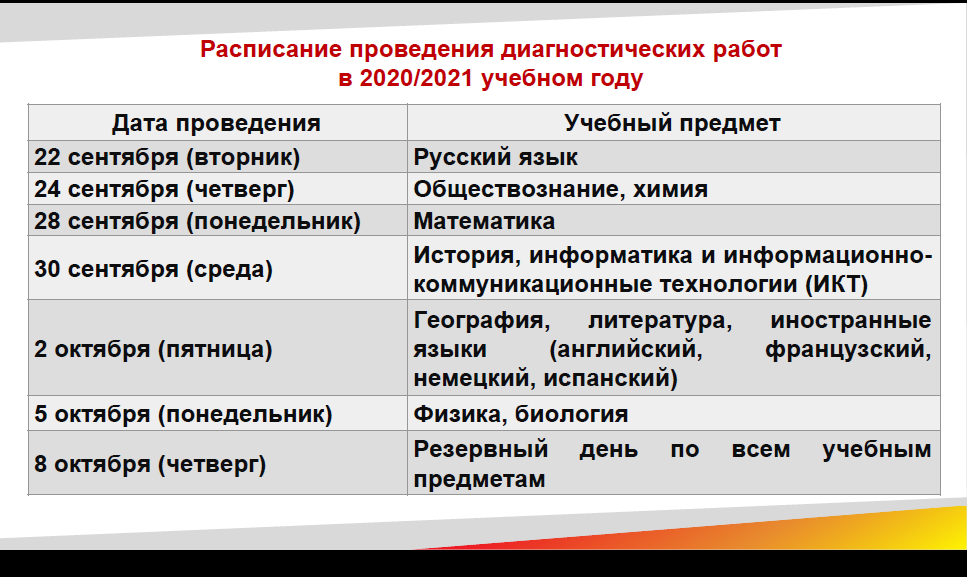 Расписание проведения диагностических работ
в 2020/2021 учебном году
Дата проведения
Учебный предмет
22 сентября (вторник)
Русский язык
24 сентября (четверг)
Обществознание, химия
28 сентября (понедельник)
Математика
30 сентября (среда)
История, информатика и информационно-
коммуникационные технологии (ИКТ)
2 октября (пятница)
География, литература, иностранные
языки (английский, французский,
немецкий, испанский)
5 октября (понедельник)
Физика, биология
8 октября (четверг)
Резервный день по всем учебным
предметам